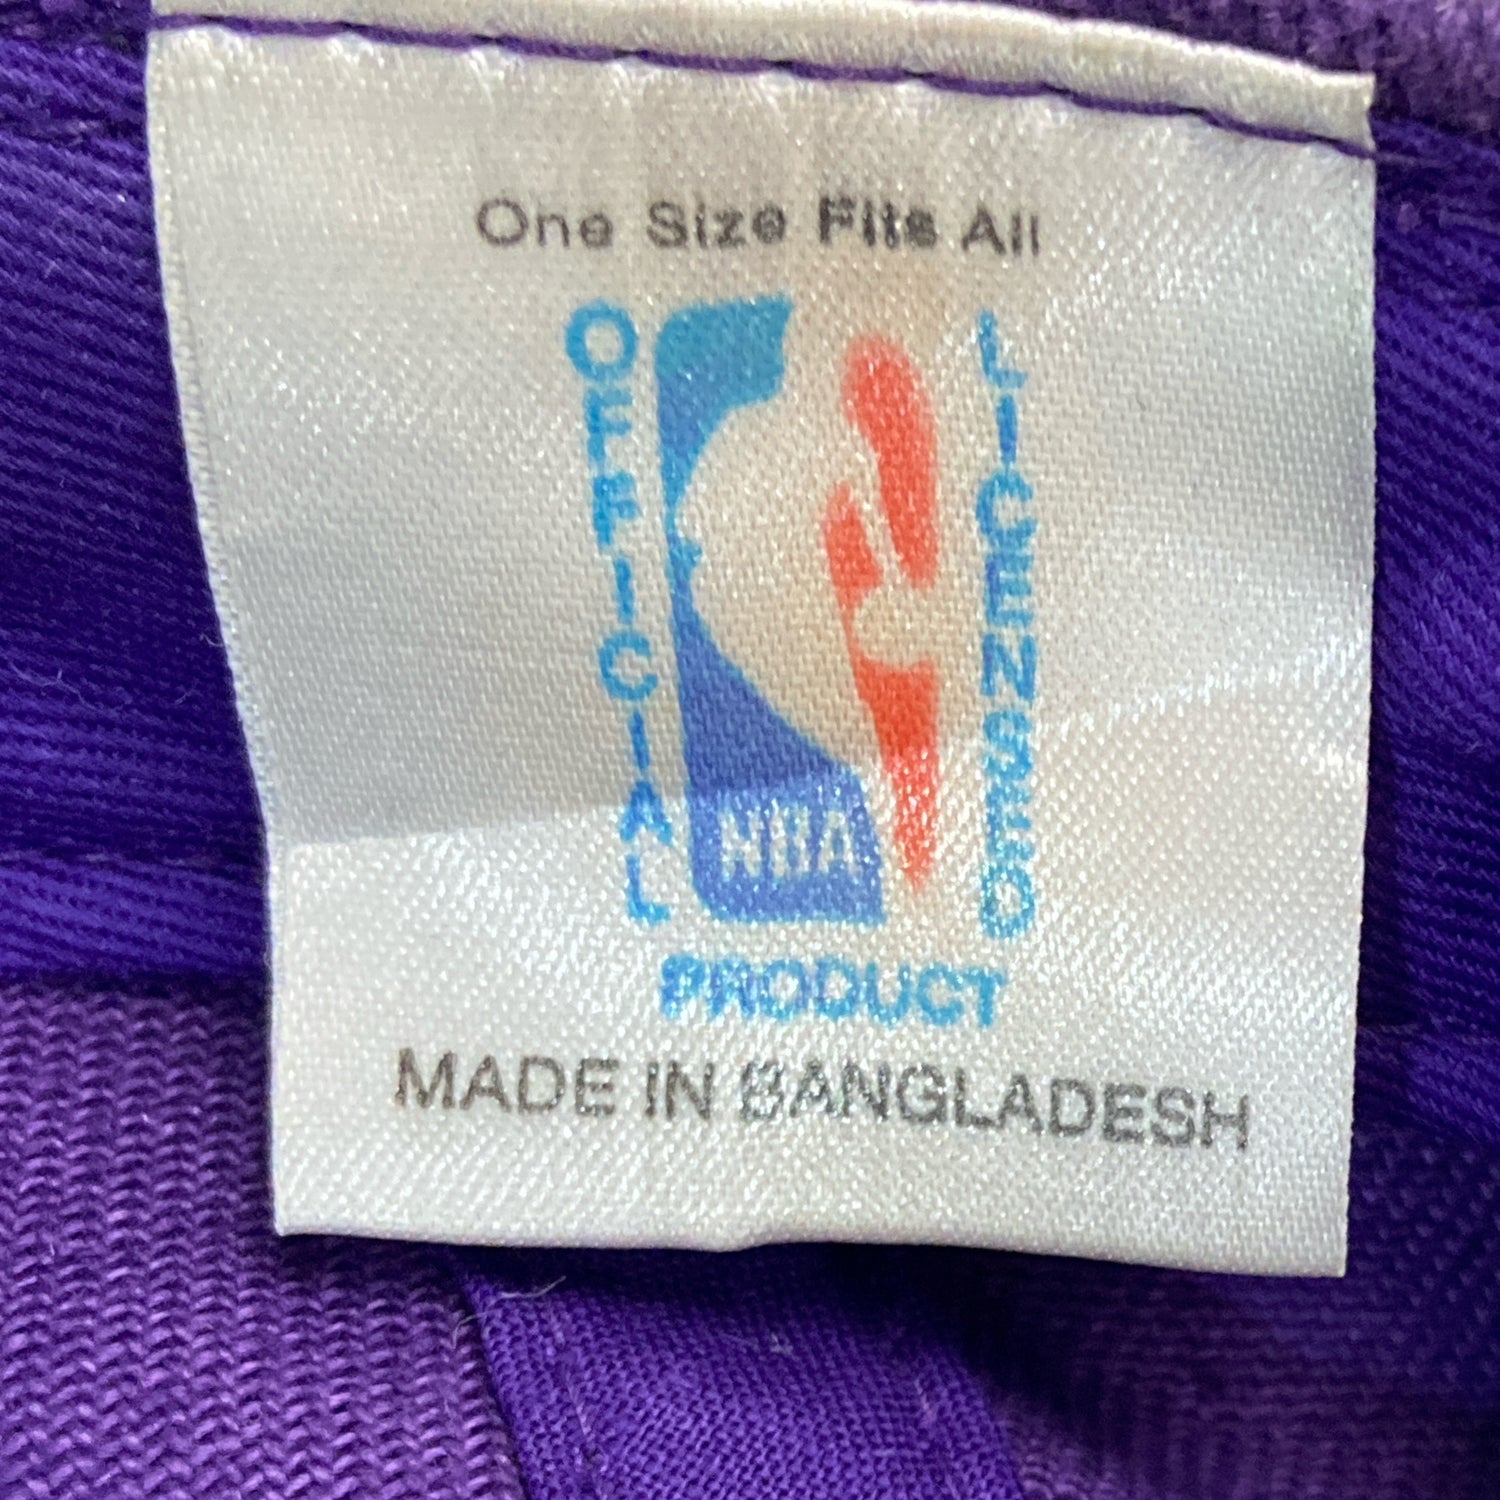 One Size Fits All
OFFICIAL
LICENSED
NBA
PRODUCT
MADE IN BANGLADESH